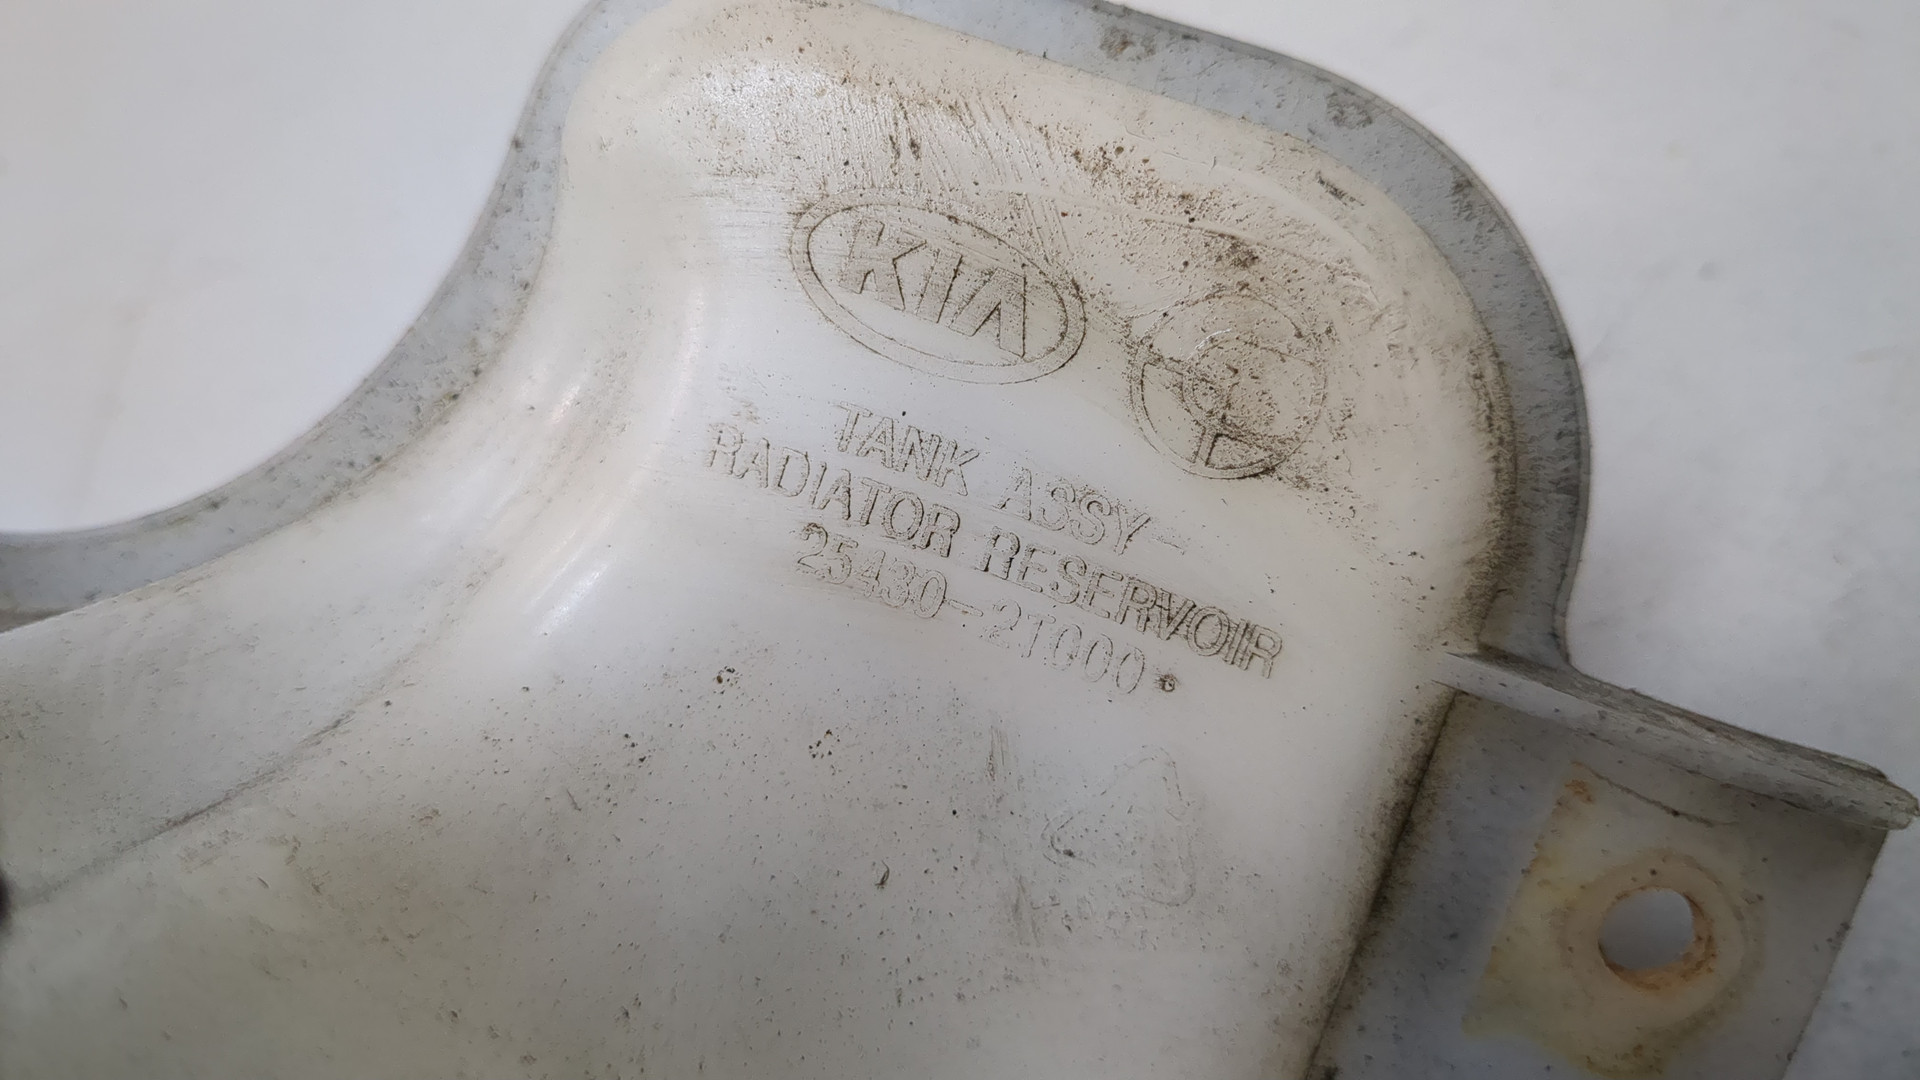 KIA
TANK ASSY-
RADIATOR RESERVOIR
25430-2T000